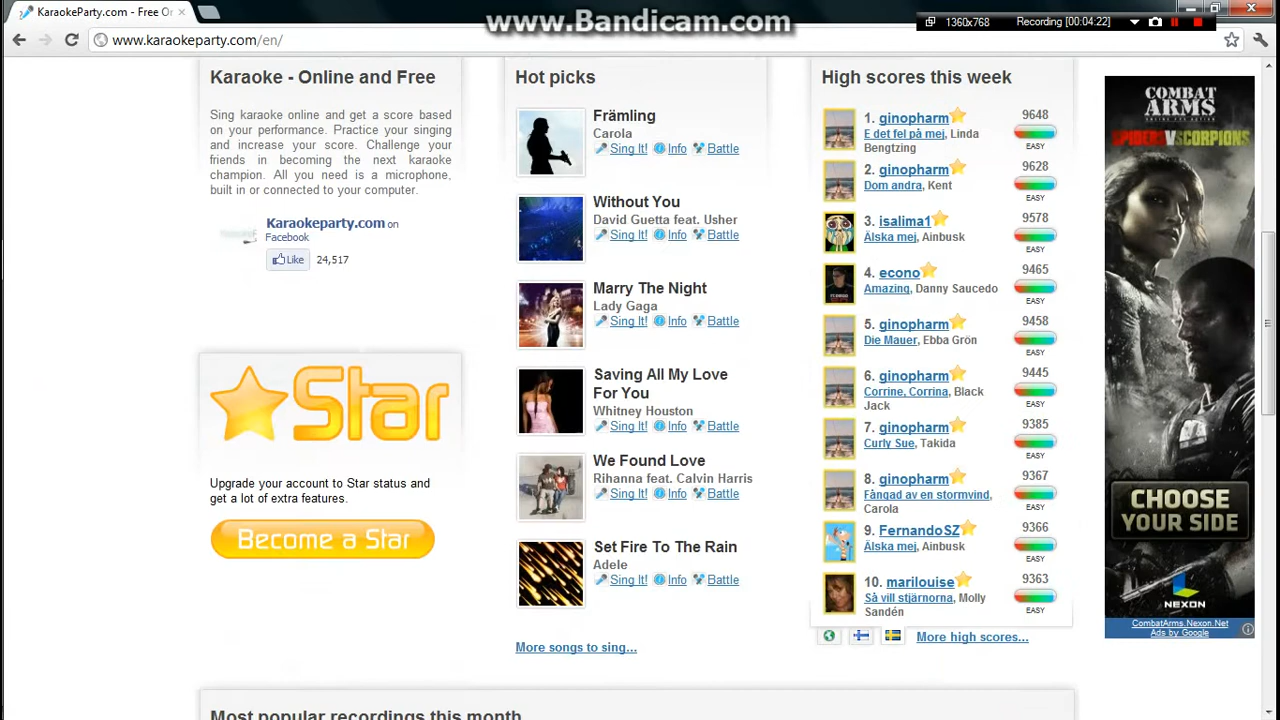 KaraokeParty.com - Free Or
www.Bandicam.com
1360x768
Recording [00:04:22]
www.karaokeparty.com/en/
Karaoke - Online and Free
Sing karaoke online and get a score based
on your performance. Practice your singing
and increase your score. Challenge your
friends in becoming the next karaoke
champion. All you need is a microphone,
built in or connected to your computer.
Karaokeparty.com on
Facebook
Like 24,517
Star
Upgrade your account to Star status and
get a lot of extra features.
Become a Star
Hot picks
Främling
Carola
Sing It! Info Battle
Without You
David Guetta feat. Usher
Sing It! Info Battle
Marry The Night
Lady Gaga
Sing It! Info Battle
Saving All My Love
For You
Whitney Houston
Sing It! Info Battle
We Found Love
Rihanna feat. Calvin Harris
Sing It! Info Battle
Set Fire To The Rain
Adele
Sing It! Info Battle
More songs to sing...
High scores this week
1. ginopharm 9648
E det fel på mej, Linda
Bengtzing EASY
2. ginopharm 9628
Dom andra, Kent
EASY
3. isalima1 9578
Älska mej, Ainbusk
EASY
4. econo 9465
Amazing, Danny Saucedo
EASY
5. ginopharm 9458
Die Mauer, Ebba Grön
EASY
6. ginopharm 9445
Corrine, Corrina, Black
Jack EASY
7. ginopharm 9385
Curly Sue, Takida
EASY
8. ginopharm 9367
Fångad av en stormvind,
Carola EASY
9. FernandoSZ 9366
Älska mej, Ainbusk
EASY
10. marilouise 9363
Så vill stjärnorna, Molly
Sandén EASY
More high scores...
COMBAT
ARMS
SPIDERS V SCORPIONS
CHOOSE
YOUR SIDE
NEXON
CombatArms.Nexon.Net
Ads by Google
Most popular recordings this month